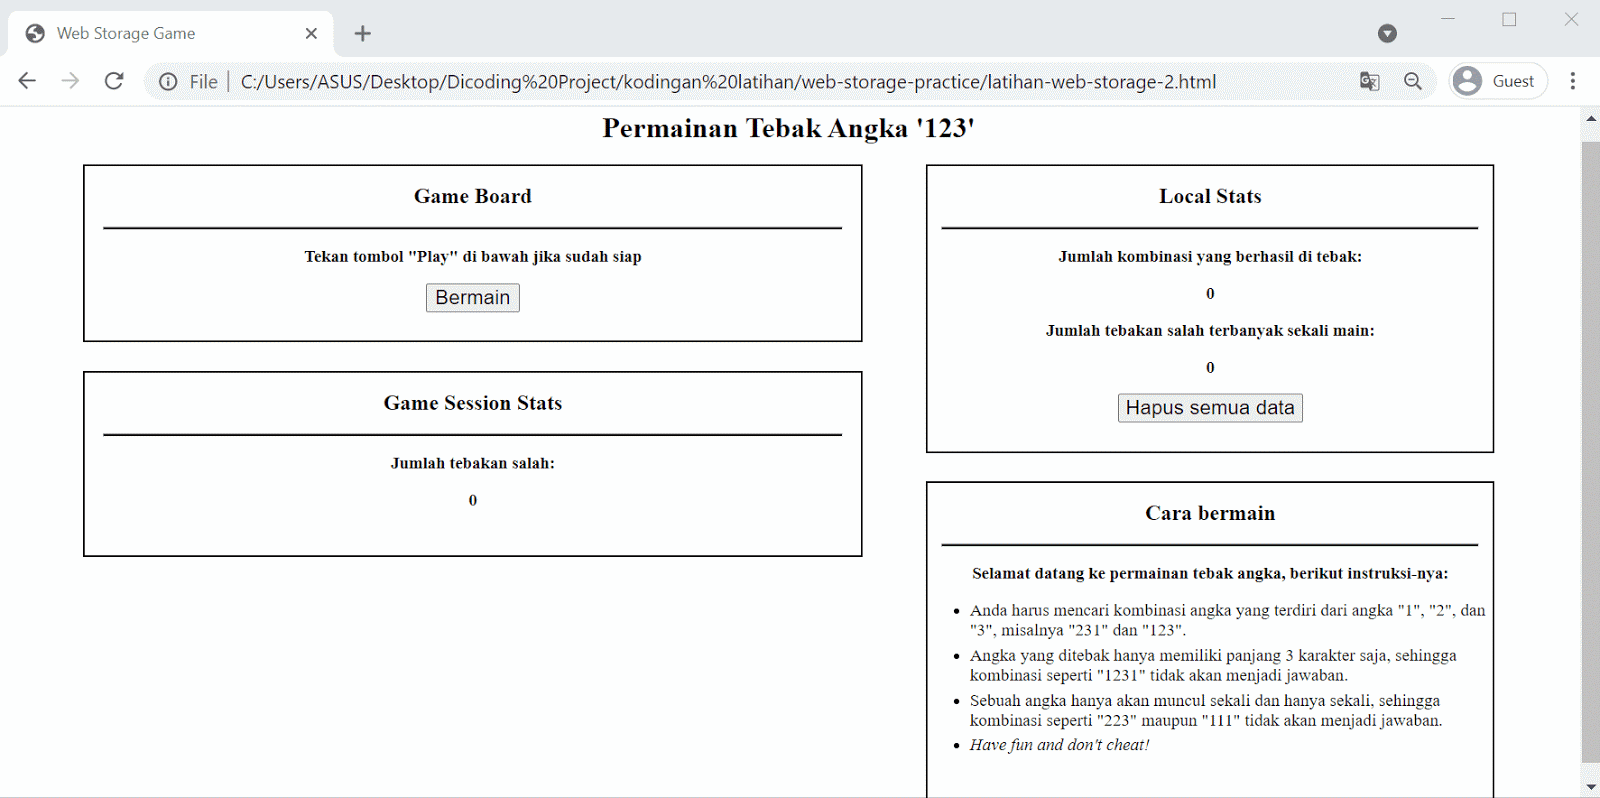 Web Storage Game
File
C:/Users/ASUS/Desktop/Dicoding%20Project/kodingan%20latihan/web-storage-practice/latihan-web-storage-2.html
Guest
Permainan Tebak Angka '123'
Game Board
Tekan tombol "Play" di bawah jika sudah siap
Bermain
Game Session Stats
Jumlah tebakan salah:
0
Local Stats
Jumlah kombinasi yang berhasil di tebak:
0
Jumlah tebakan salah terbanyak sekali main:
0
Hapus semua data
Cara bermain
Selamat datang ke permainan tebak angka, berikut instruksi-nya:
Anda harus mencari kombinasi angka yang terdiri dari angka "1", "2", dan
"3", misalnya "231" dan "123".
Angka yang ditebak hanya memiliki panjang 3 karakter saja, sehingga
kombinasi seperti "1231" tidak akan menjadi jawaban.
Sebuah angka hanya akan muncul sekali dan hanya sekali, sehingga
kombinasi seperti "223" maupun "111" tidak akan menjadi jawaban.
Have fun and don't cheat!